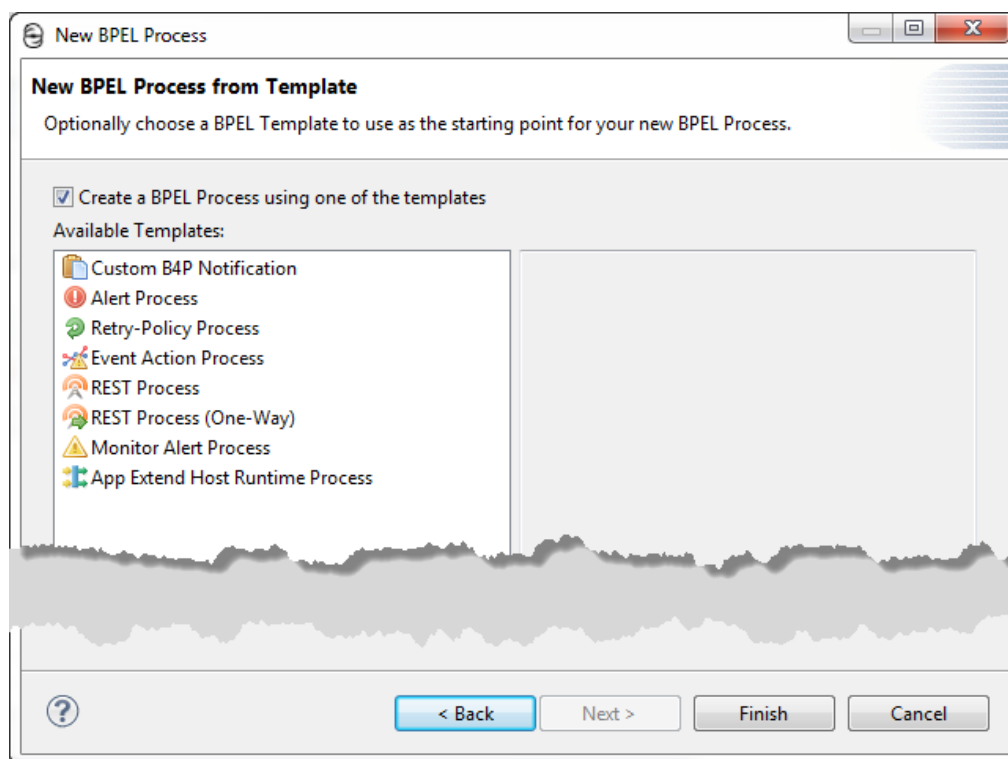 New BPEL Process
New BPEL Process from Template
Optionally choose a BPEL Template to use as the starting point for your new BPEL Process.
Create a BPEL Process using one of the templates
Available Templates:
Custom B4P Notification
Alert Process
Retry-Policy Process
Event Action Process
REST Process
REST Process (One-Way)
Monitor Alert Process
App Extend Host Runtime Process
?
< Back Next > Finish Cancel